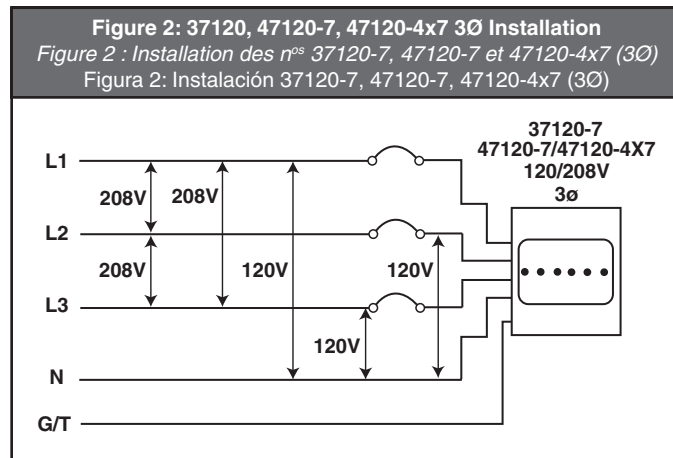 Figure 2: 37120, 47120-7, 47120-4x7 3Ø Installation
Figure 2 : Installation des nos 37120-7, 47120-7 et 47120-4x7 (3Ø)
Figura 2: Instalación 37120-7, 47120-7, 47120-4x7 (3Ø)
37120-7
47120-7/47120-4X7
120/208V
3ø
L1
208V
208V
L2
208V
120V
120V
L3
120V
N
G/T